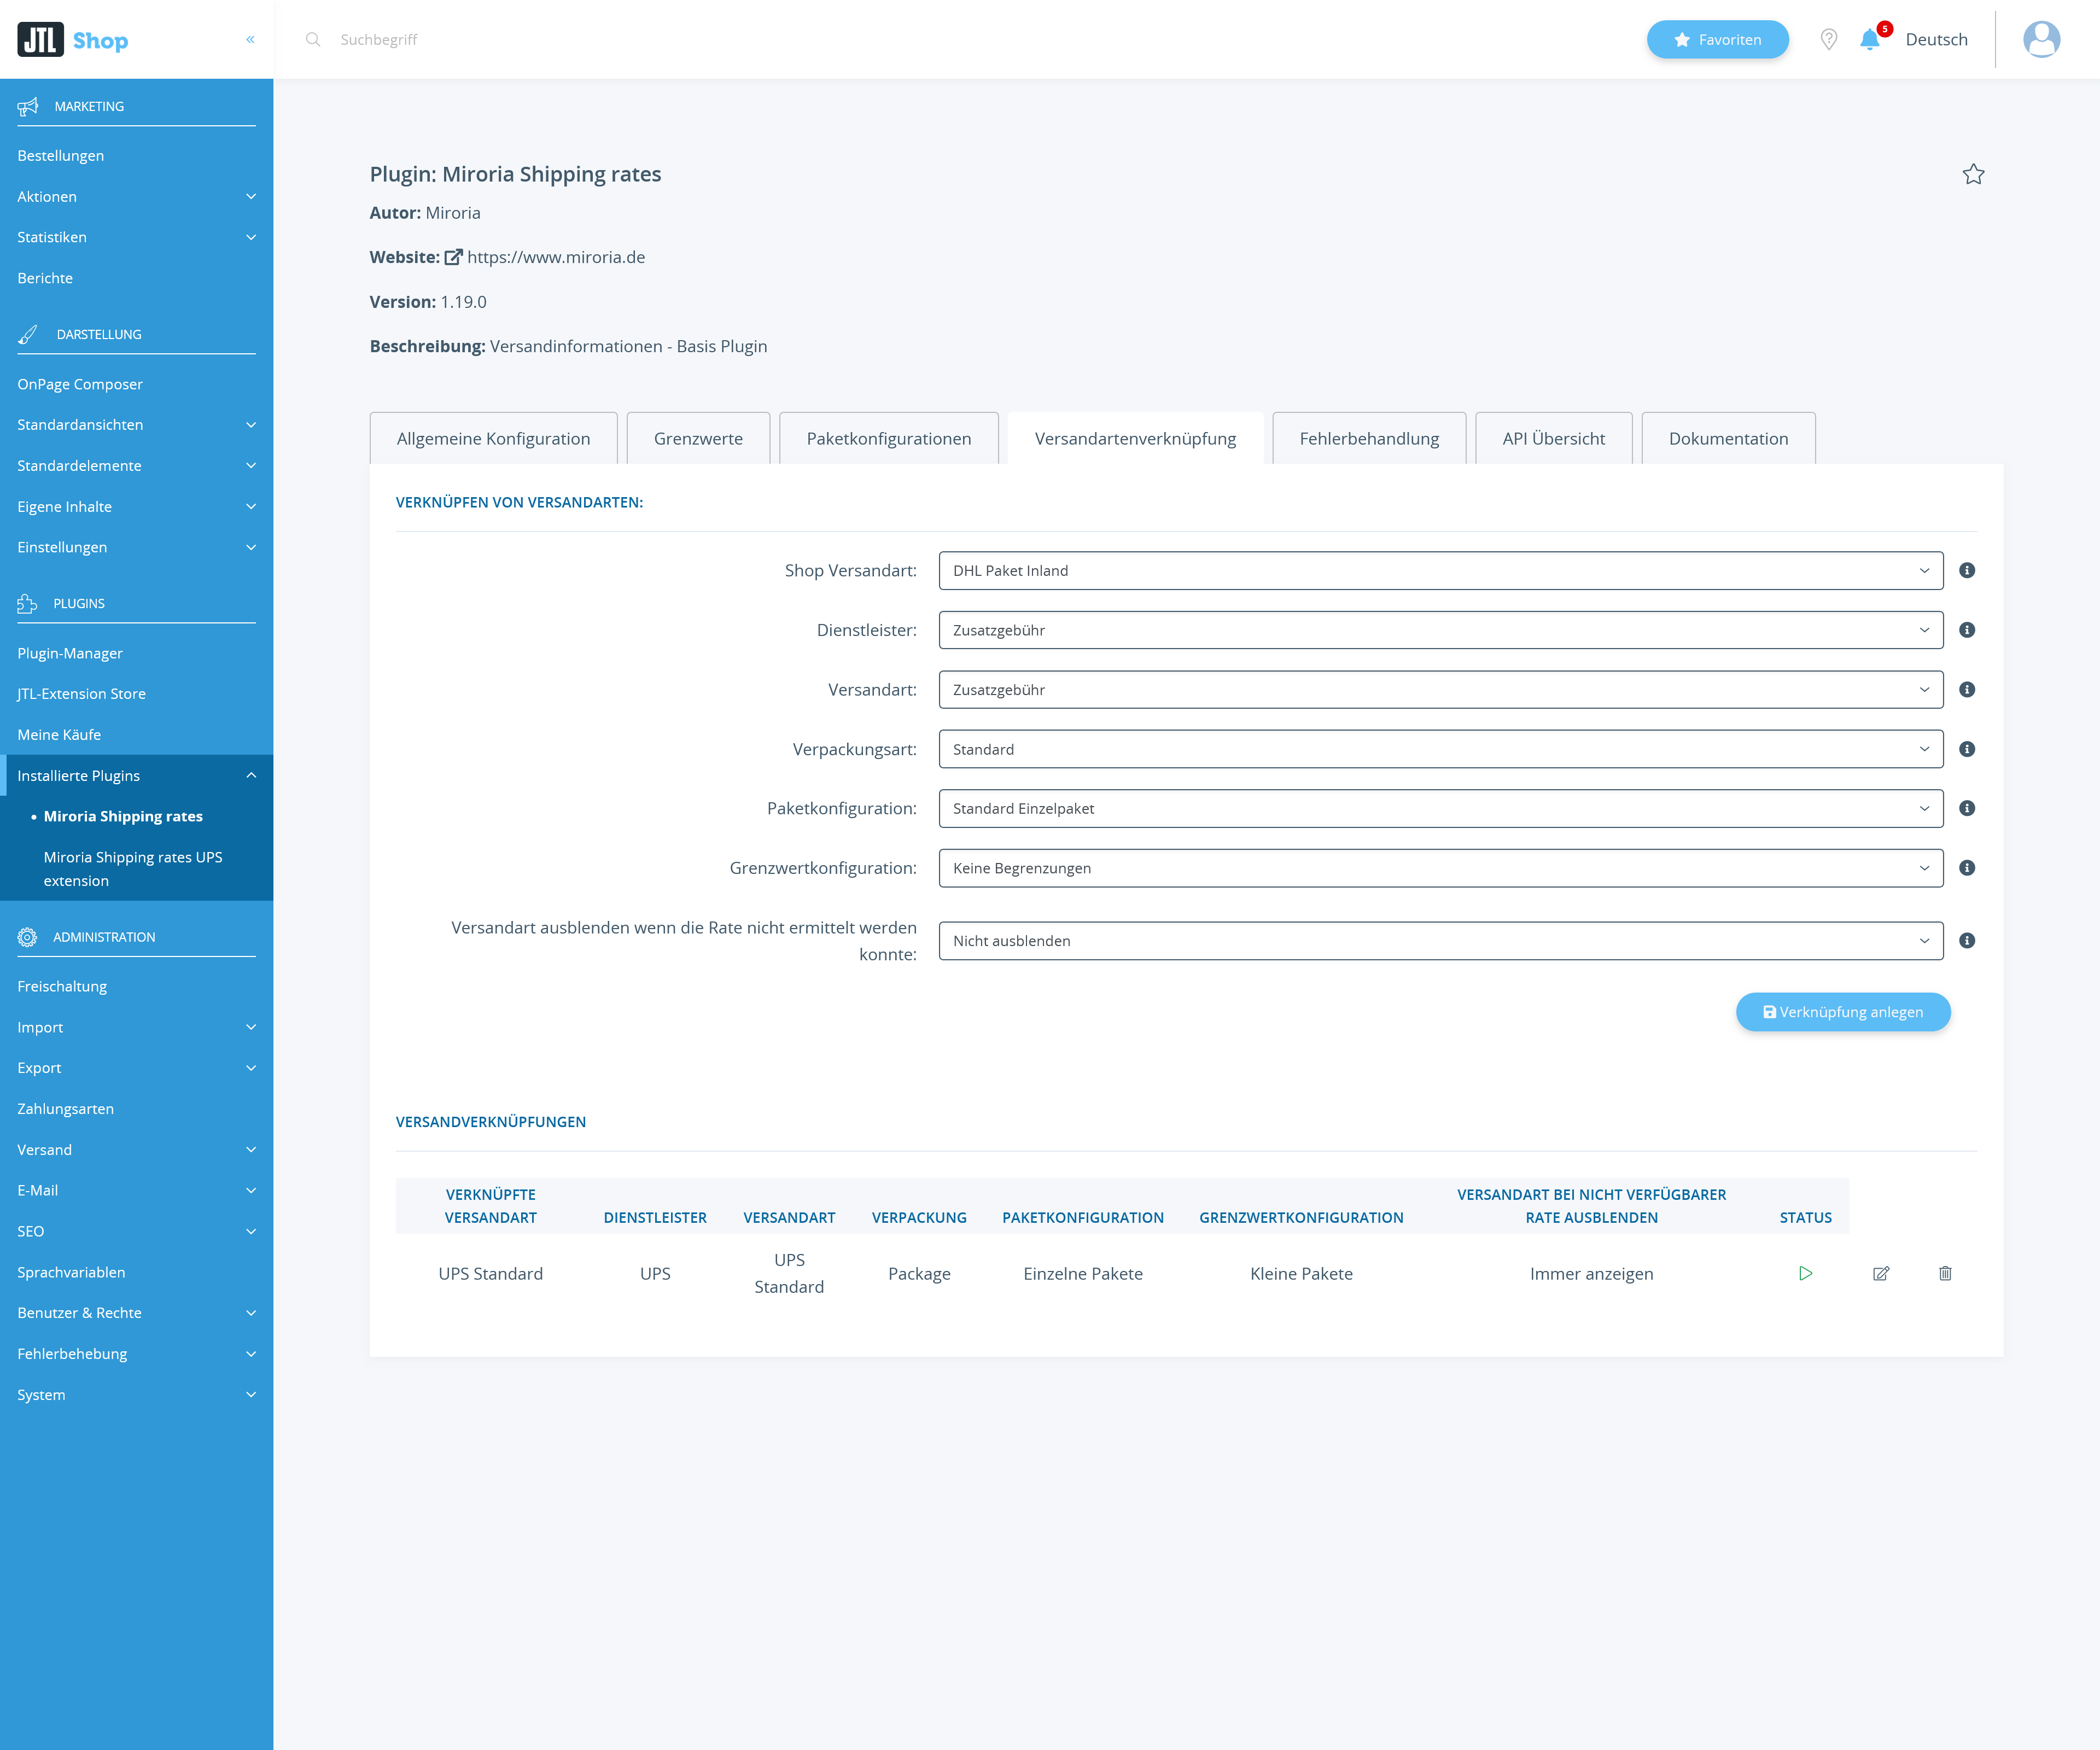 JTL Shop
«
Suchbegriff
Favoriten
5
Deutsch
MARKETING
Bestellungen
Aktionen
Statistiken
Berichte
DARSTELLUNG
OnPage Composer
Standardansichten
Standardelemente
Eigene Inhalte
Einstellungen
PLUGINS
Plugin-Manager
JTL-Extension Store
Meine Käufe
Installierte Plugins
Miroria Shipping rates
Miroria Shipping rates UPS
extension
ADMINISTRATION
Freischaltung
Import
Export
Zahlungsarten
Versand
E-Mail
SEO
Sprachvariablen
Benutzer & Rechte
Fehlerbehebung
System
Plugin: Miroria Shipping rates
Autor: Miroria
Website: https://www.miroria.de
Version: 1.19.0
Beschreibung: Versandinformationen - Basis Plugin
Allgemeine Konfiguration
Grenzwerte
Paketkonfigurationen
Versandartenverknüpfung
Fehlerbehandlung
API Übersicht
Dokumentation
VERKNÜPFEN VON VERSANDARTEN:
Shop Versandart: DHL Paket Inland
Dienstleister: Zusatzgebühr
Versandart: Zusatzgebühr
Verpackungsart: Standard
Paketkonfiguration: Standard Einzelpaket
Grenzwertkonfiguration: Keine Begrenzungen
Versandart ausblenden wenn die Rate nicht ermittelt werden
konnte:
Nicht ausblenden
Verknüpfung anlegen
VERSANDVERKNÜPFUNGEN
VERKNÜPFTE
VERSANDART
DIENSTLEISTER
VERSANDART
VERPACKUNG
PAKETKONFIGURATION
GRENZWERTKONFIGURATION
VERSANDART BEI NICHT VERFÜGBARER
RATE AUSBLENDEN
STATUS
UPS Standard
UPS
UPS
Standard
Package
Einzelne Pakete
Kleine Pakete
Immer anzeigen